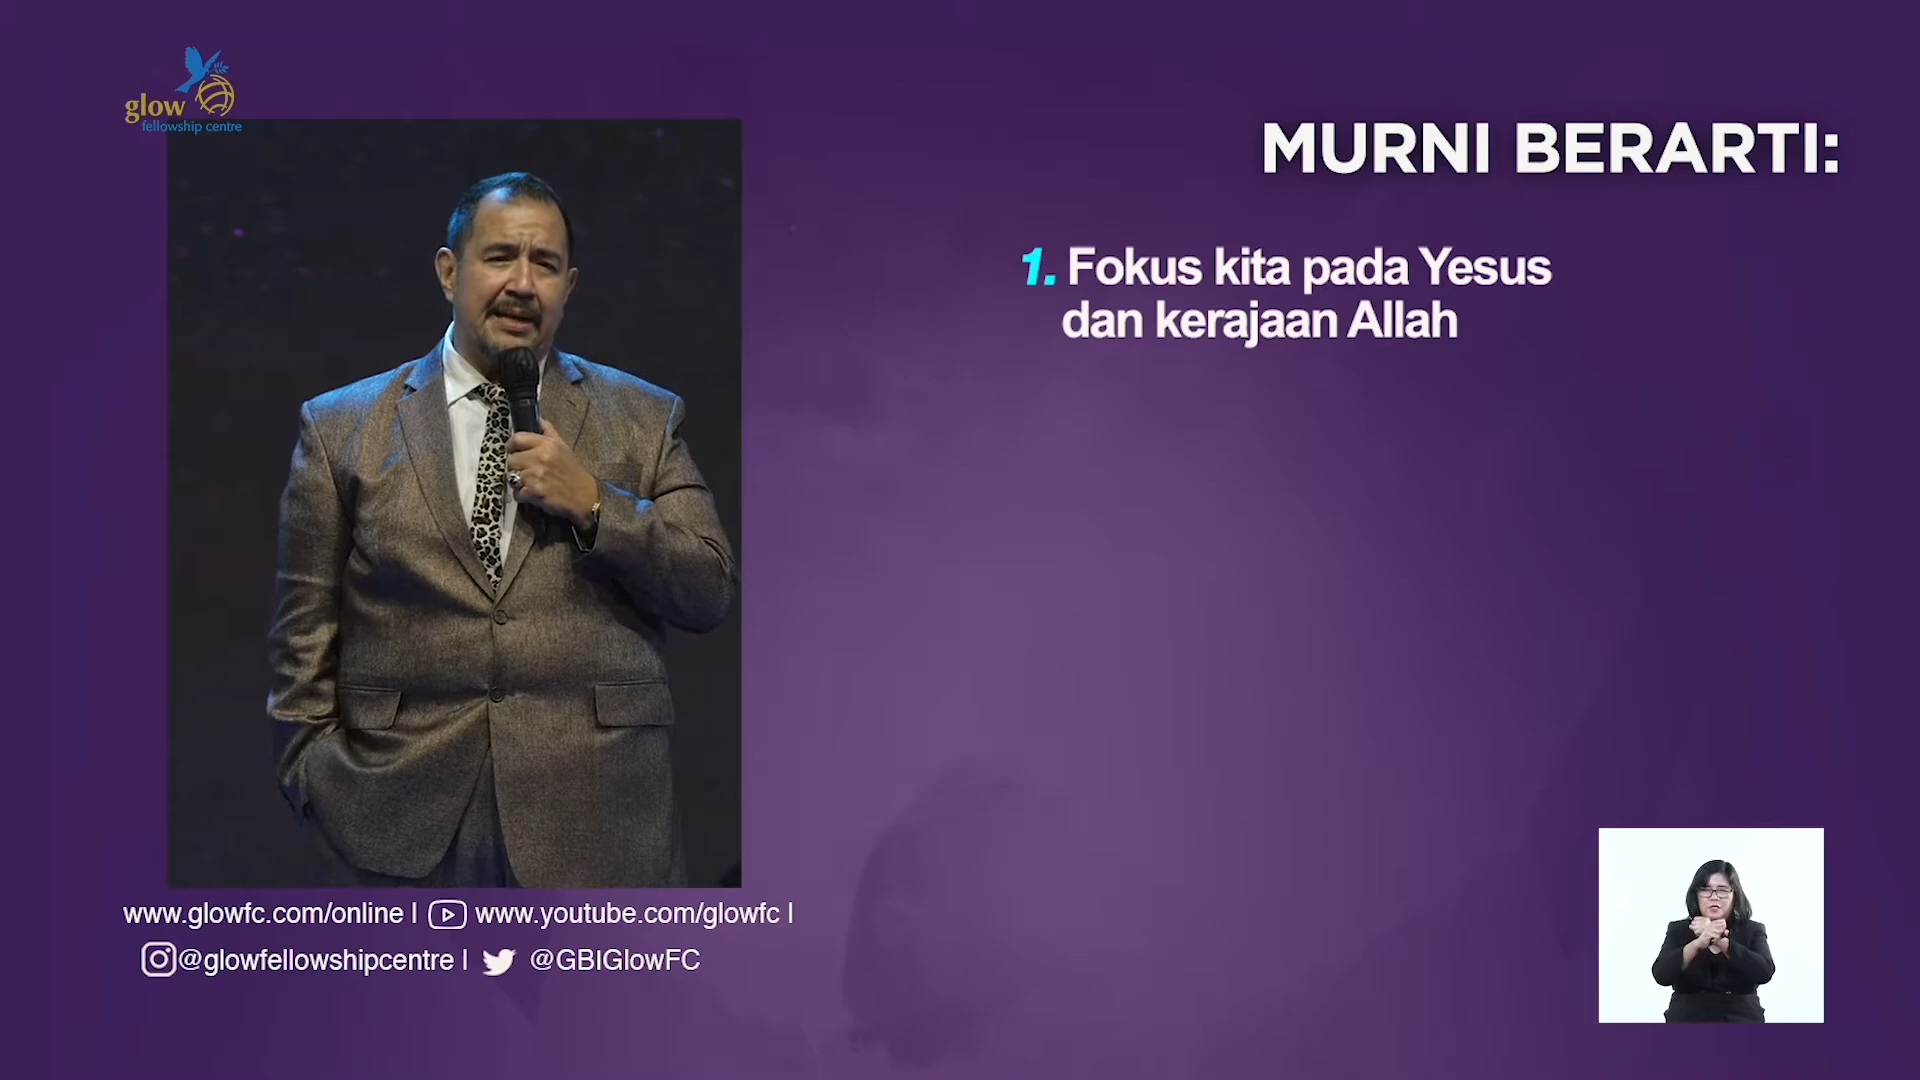 glow
fellowship centre
MURNI BERARTI:
1. Fokus kita pada Yesus
dan kerajaan Allah
www.glowfc.com/online | www.youtube.com/glowfc |
@glowfellowshipcentre | @GBIGlowFC